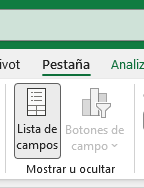 ivot Pestaña Analiz
Lista de campos
Botones de campo
Mostrar u ocultar